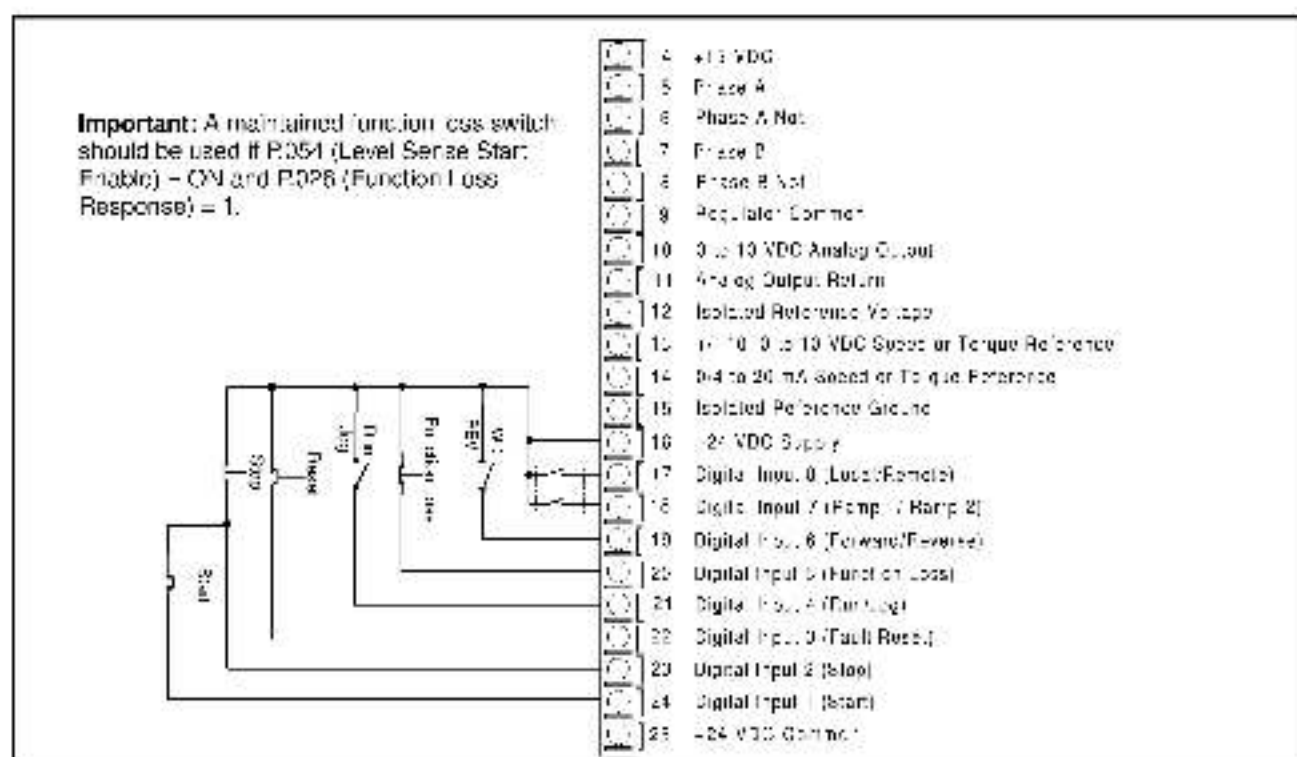 Important: A maintained function loss switch
should be used if P.054 (Level Sense Start
Enable) = ON and P.026 (Function Loss
Response) = 1.
4 VDC
5 Phase A
6 Phase A Not
7 Phase B
8 Phase B Not
9 Regulator Common
10 0 to 10 VDC Analog Output
11 Analog Output Return
12 Isolated Reference Voltage
13 +/- 10, 0 to 10 VDC Speed or Torque Reference
14 0/4 to 20 mA Speed or Torque Reference
15 Isolated Reference Ground
16 24 VDC Supply
17 Digital Input 8 (Local/Remote)
18 Digital Input 7 (Ramp 1 / Ramp 2)
19 Digital Input 6 (Forward/Reverse)
20 Digital Input 5 (Function Loss)
21 Digital Input 4 (Run/Jog)
22 Digital Input 3 (Fault Reset)
23 Digital Input 2 (Stop)
24 Digital Input 1 (Start)
25 24 VDC Common
Stop
Reset
Run
Jog
Function Loss
REV
Start